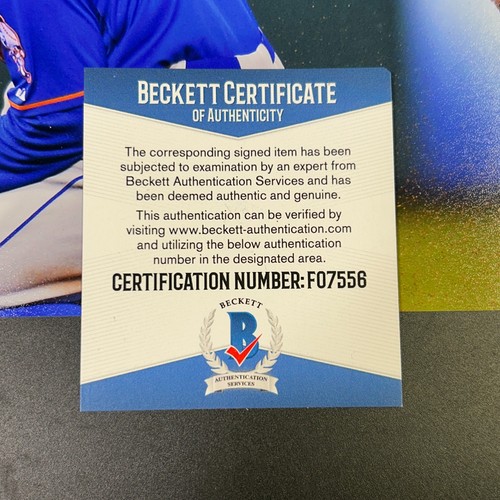 BECKETT CERTIFICATE
OF AUTHENTICITY
The corresponding signed item has been
subjected to examination by an expert from
Beckett Authentication Services and has
been deemed authentic and genuine.
This authentication can be verified by
visiting www.beckett-authentication.com
and utilizing the below authentication
number in the designated area.
CERTIFICATION NUMBER: F07556
BECKETT
B
AUTHENTICATION
SERVICES